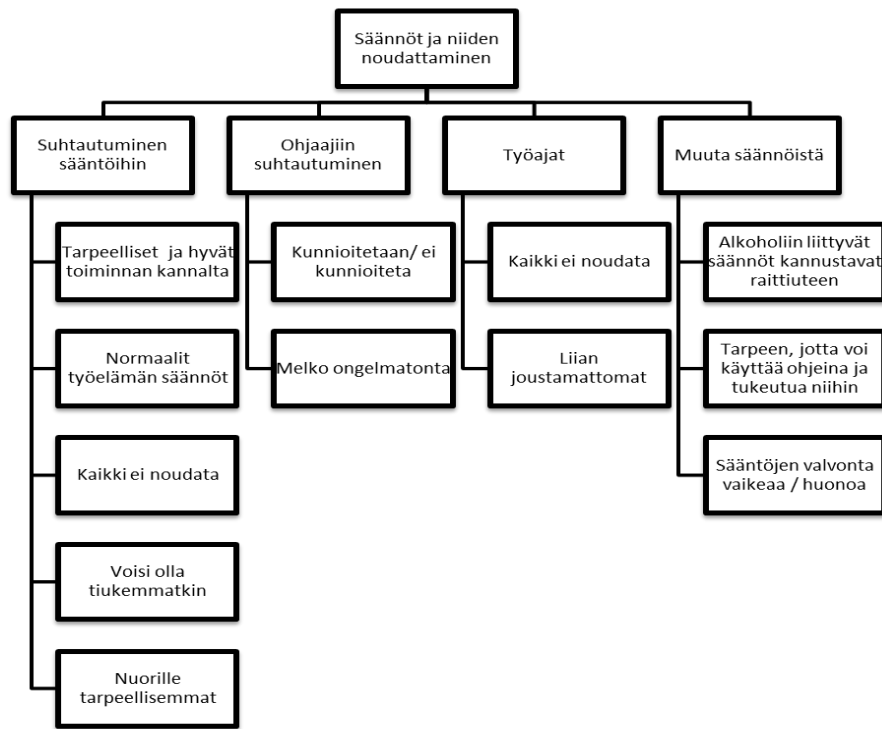 Säännöt ja niiden
noudattaminen
Suhtautuminen
sääntöihin
Tarpeelliset ja hyvät
toiminnan kannalta
Normaalit
työelämän säännöt
Kaikki ei noudata
Voisi olla
tiukemmatkin
Nuorille
tarpeellisemmat
Ohjaajiin
suhtautuminen
Kunnioitetaan/ ei
kunnioiteta
Melko ongelmatonta
Työajat
Kaikki ei noudata
Liian
joustamattomat
Muuta säännöistä
Alkoholiin liittyvät
säännöt kannustavat
raittiuteen
Tarpeen, jotta voi
käyttää ohjeina ja
tukeutua niihin
Sääntöjen valvonta
vaikeaa / huonoa